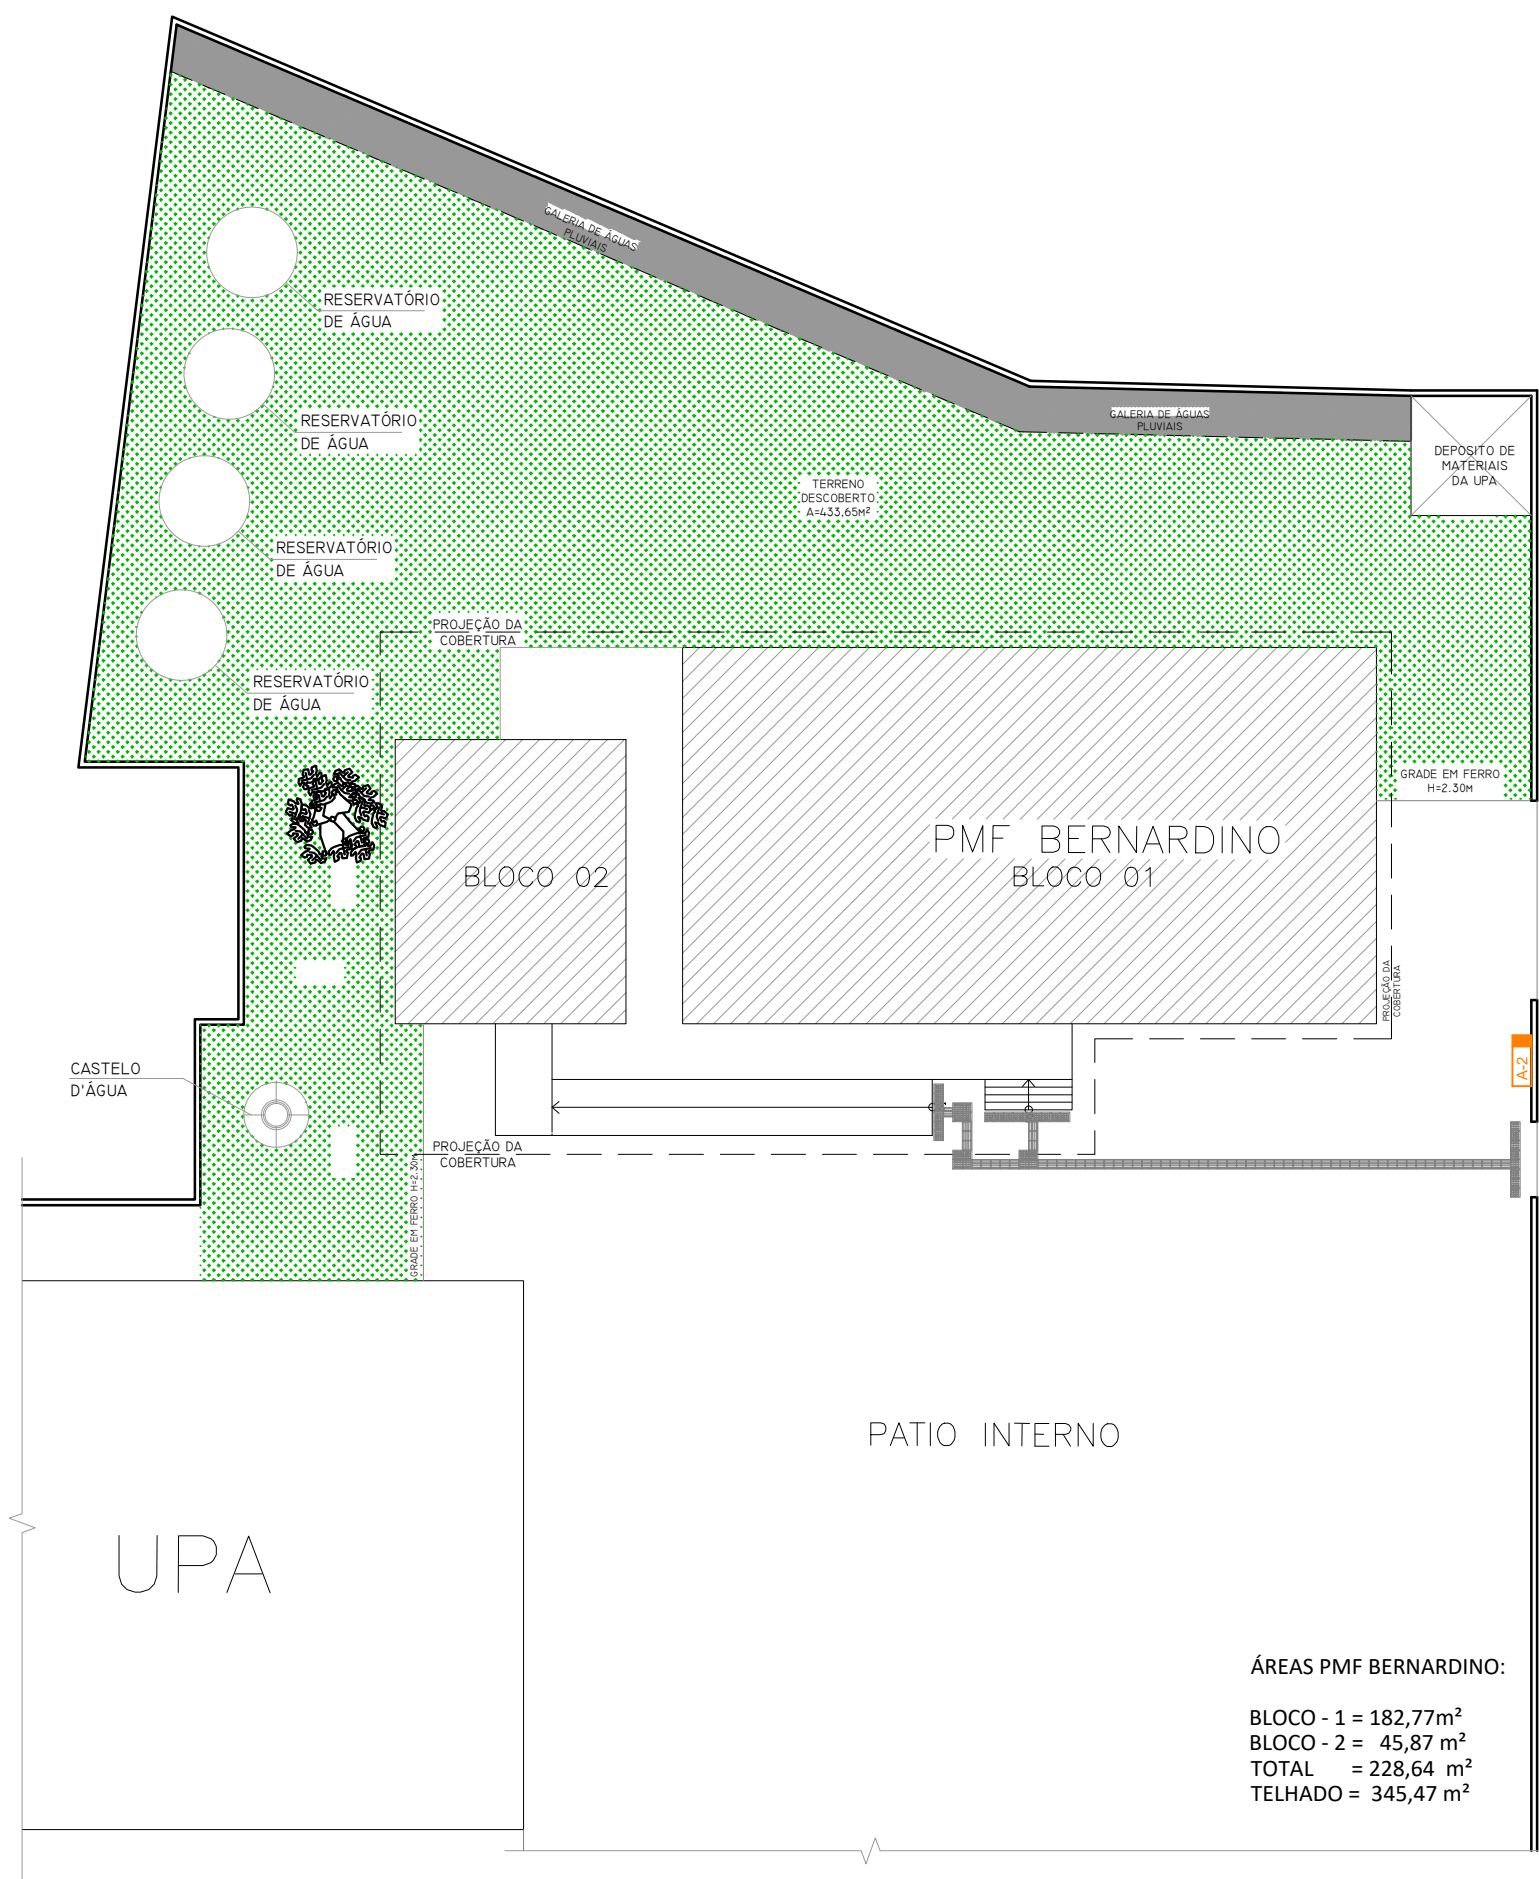 GALERIA DE ÁGUAS
PLUVIAIS
RESERVATÓRIO
DE ÁGUA
RESERVATÓRIO
DE ÁGUA
GALERIA DE ÁGUAS
PLUVIAIS
DEPOSITO DE
MATERIAIS
DA UPA
TERRENO
DESCOBERTO
A=433,65M²
RESERVATÓRIO
DE ÁGUA
PROJEÇÃO DA
COBERTURA
RESERVATÓRIO
DE ÁGUA
GRADE EM FERRO
H=2.30M
PMF BERNARDINO
BLOCO 01
BLOCO 02
PROJEÇÃO DA
COBERTURA
A-2
CASTELO
D'ÁGUA
PROJEÇÃO DA
COBERTURA
GRADE EM FERRO H=2.30M
PATIO INTERNO
UPA
ÁREAS PMF BERNARDINO:
BLOCO - 1 = 182,77m²
BLOCO - 2 = 45,87 m²
TOTAL = 228,64 m²
TELHADO = 345,47 m²